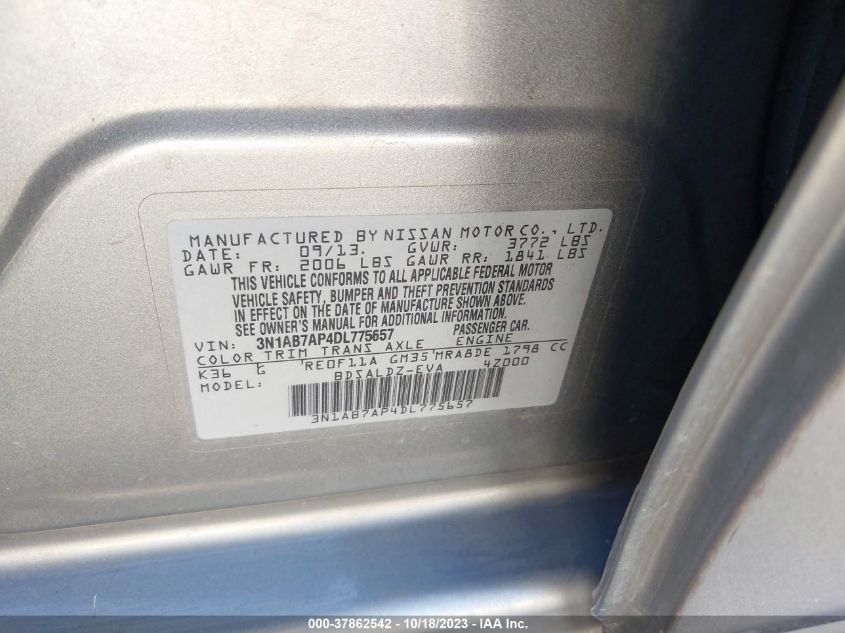 MANUFACTURED BY NISSAN MOTOR CO., LTD.
DATE: 09/13. GVWR: 3772 LBS
GAWR FR: 2006 LBS GAWR RR: 1841 LBS
THIS VEHICLE CONFORMS TO ALL APPLICABLE FEDERAL MOTOR
VEHICLE SAFETY, BUMPER AND THEFT PREVENTION STANDARDS
IN EFFECT ON THE DATE OF MANUFACTURE SHOWN ABOVE.
SEE OWNER'S MANUAL FOR ADDITIONAL INFORMATION.
VIN: 3N1AB7AP4DL775657 PASSENGER CAR.
COLOR TRIM TRANS AXLE ENGINE
K36 G 'RE0F11A GM35 MRA8DE 1798 CC
MODEL: BDSALDZ-EVA 4Z000
3N1AB7AP4DL775657
000-37862542 - 10/18/2023 - IAA Inc.